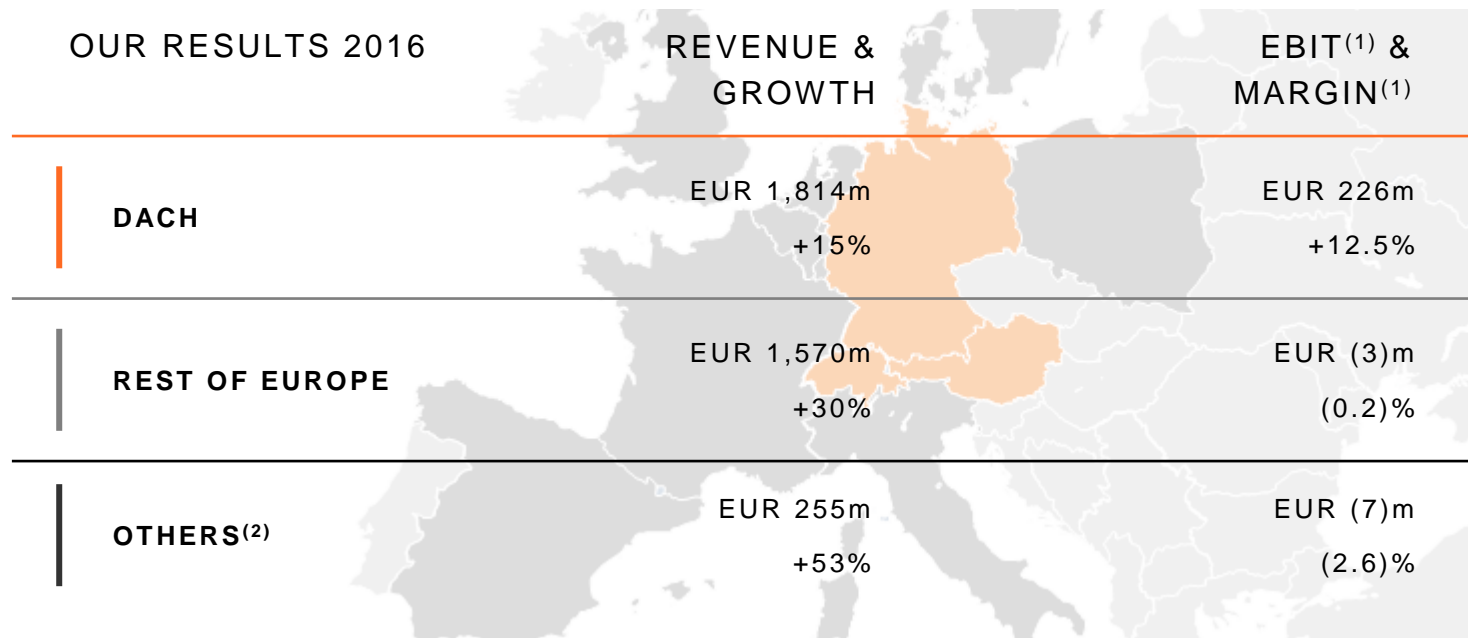 OUR RESULTS 2016
REVENUE &
GROWTH
EBIT(1) &
MARGIN(1)
DACH
EUR 1,814m
+15%
EUR 226m
+12.5%
REST OF EUROPE
EUR 1,570m
+30%
EUR (3)m
(0.2)%
OTHERS(2)
EUR 255m
+53%
EUR (7)m
(2.6)%